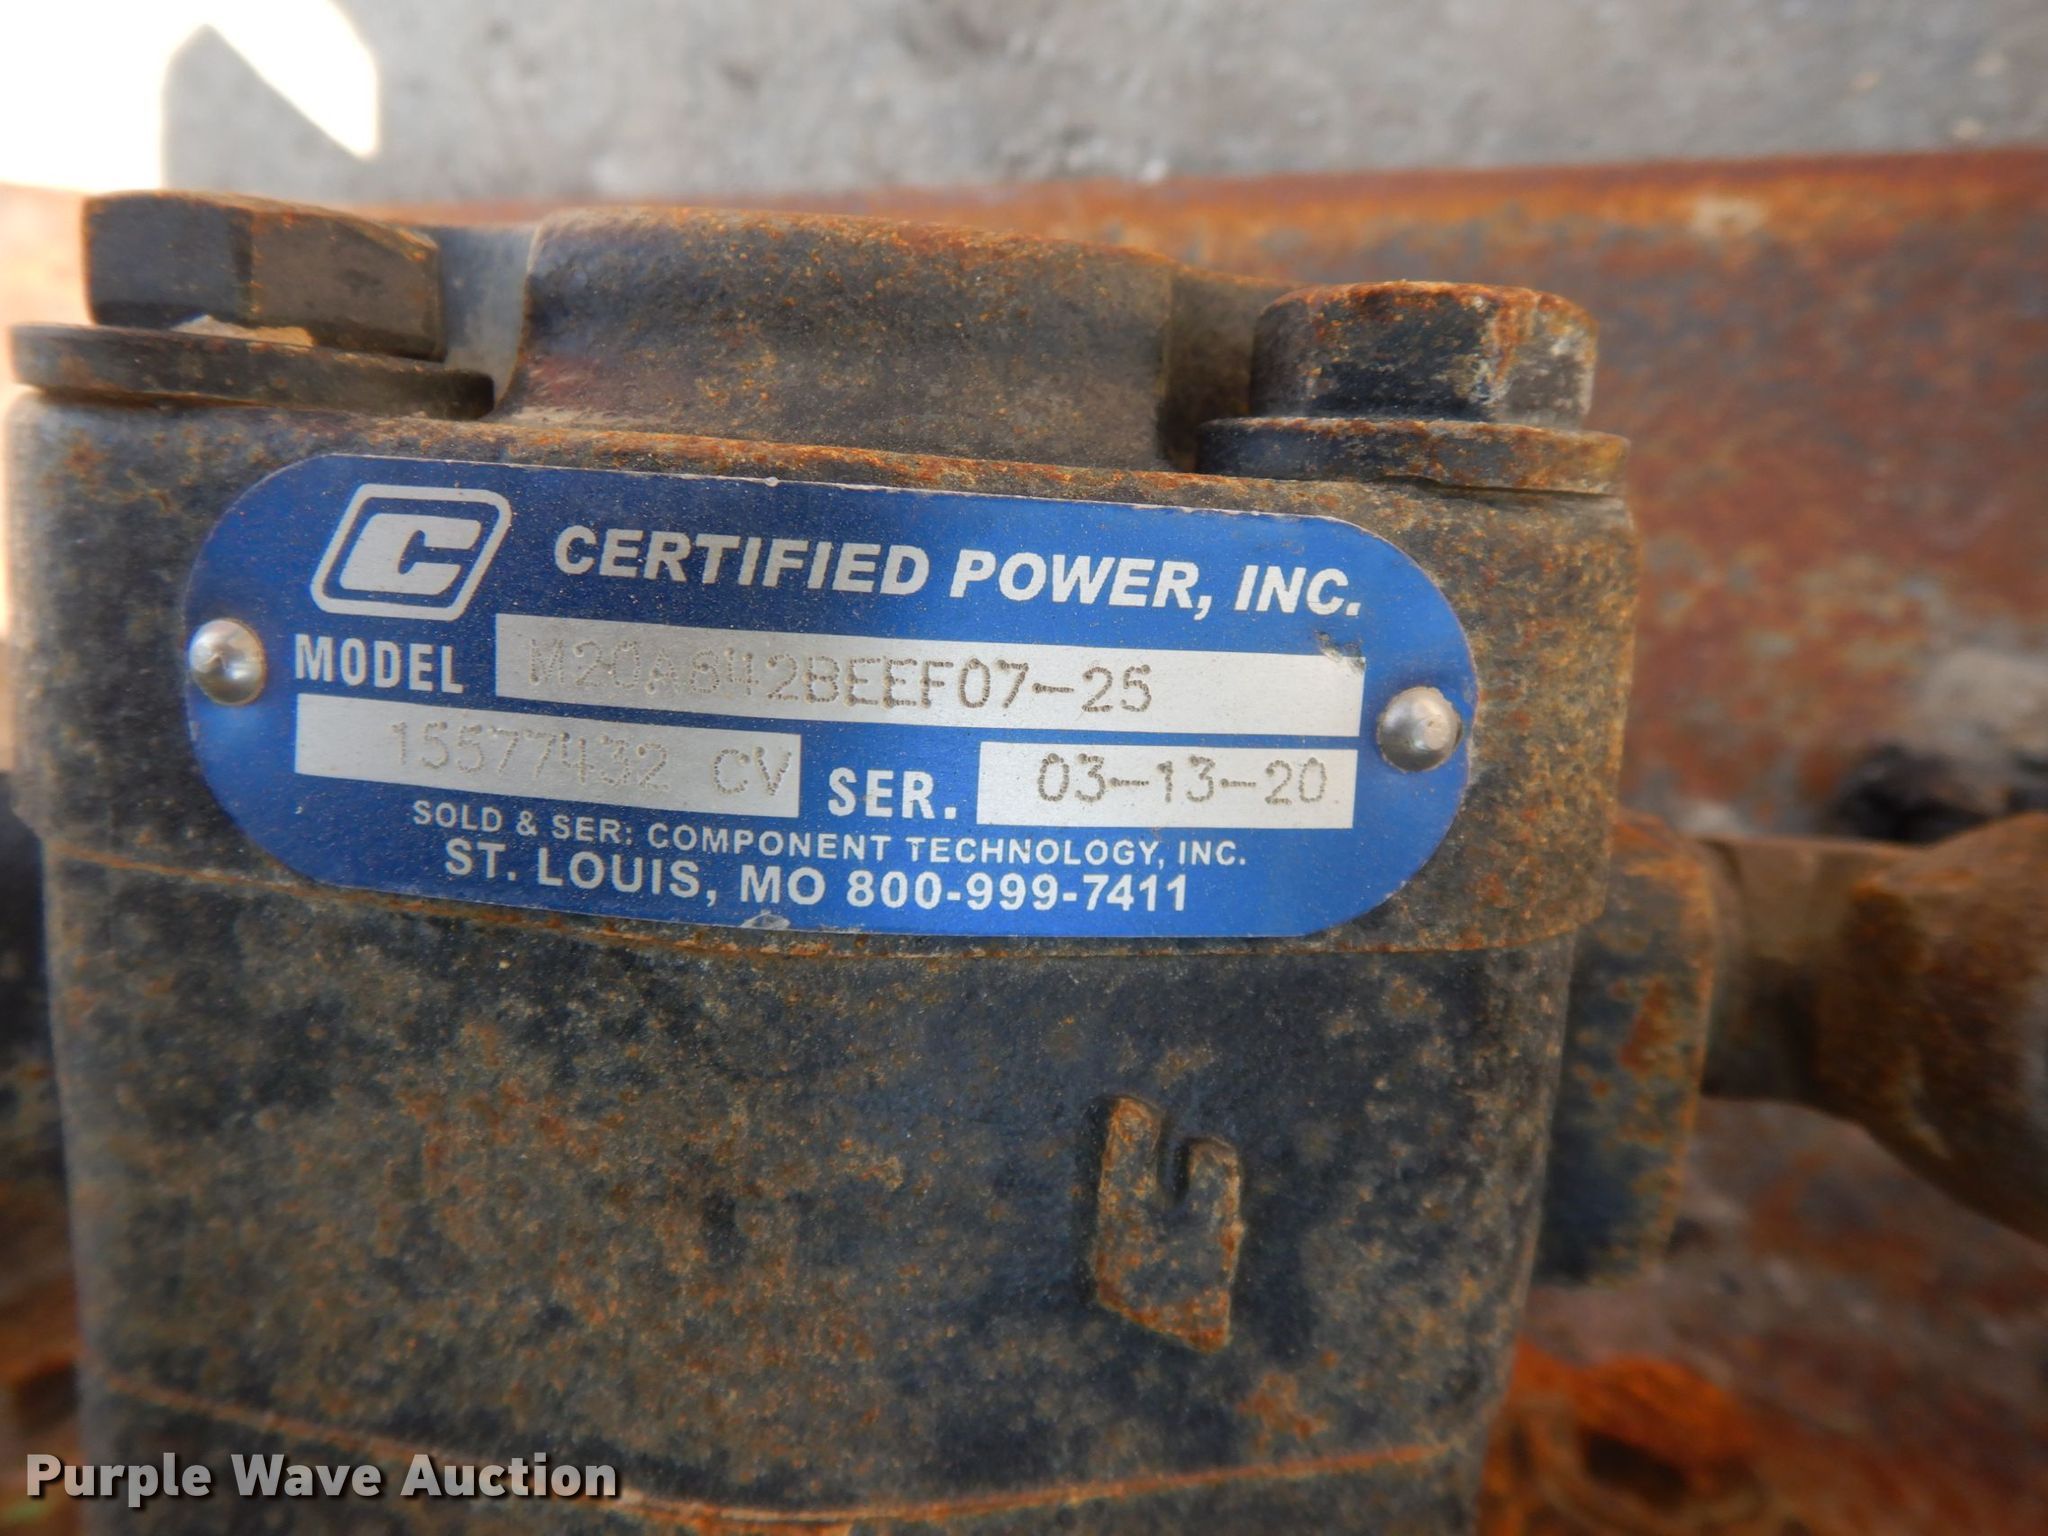 C CERTIFIED POWER, INC.
MODEL M20A642BEEF07-25
15577432 CV SER. 03-13-20
SOLD & SER: COMPONENT TECHNOLOGY, INC.
ST. LOUIS, MO 800-999-7411
Purple Wave Auction